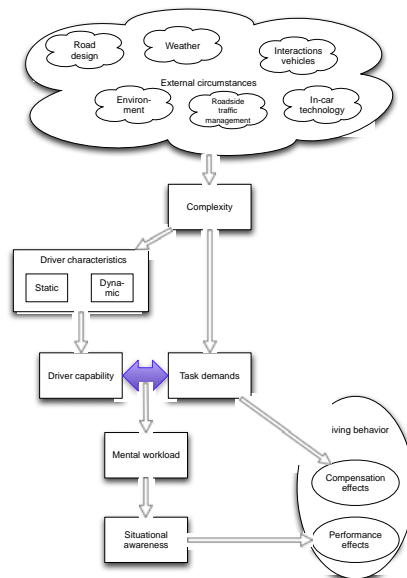 Road
design
Weather
Interactions
vehicles
External circumstances
Environ-
ment
Roadside
traffic
management
In-car
technology
Complexity
Driver characteristics
Static
Dyna-
mic
Driver capability
Task demands
iving behavior
Mental workload
Compensation
effects
Situational
awareness
Performance
effects